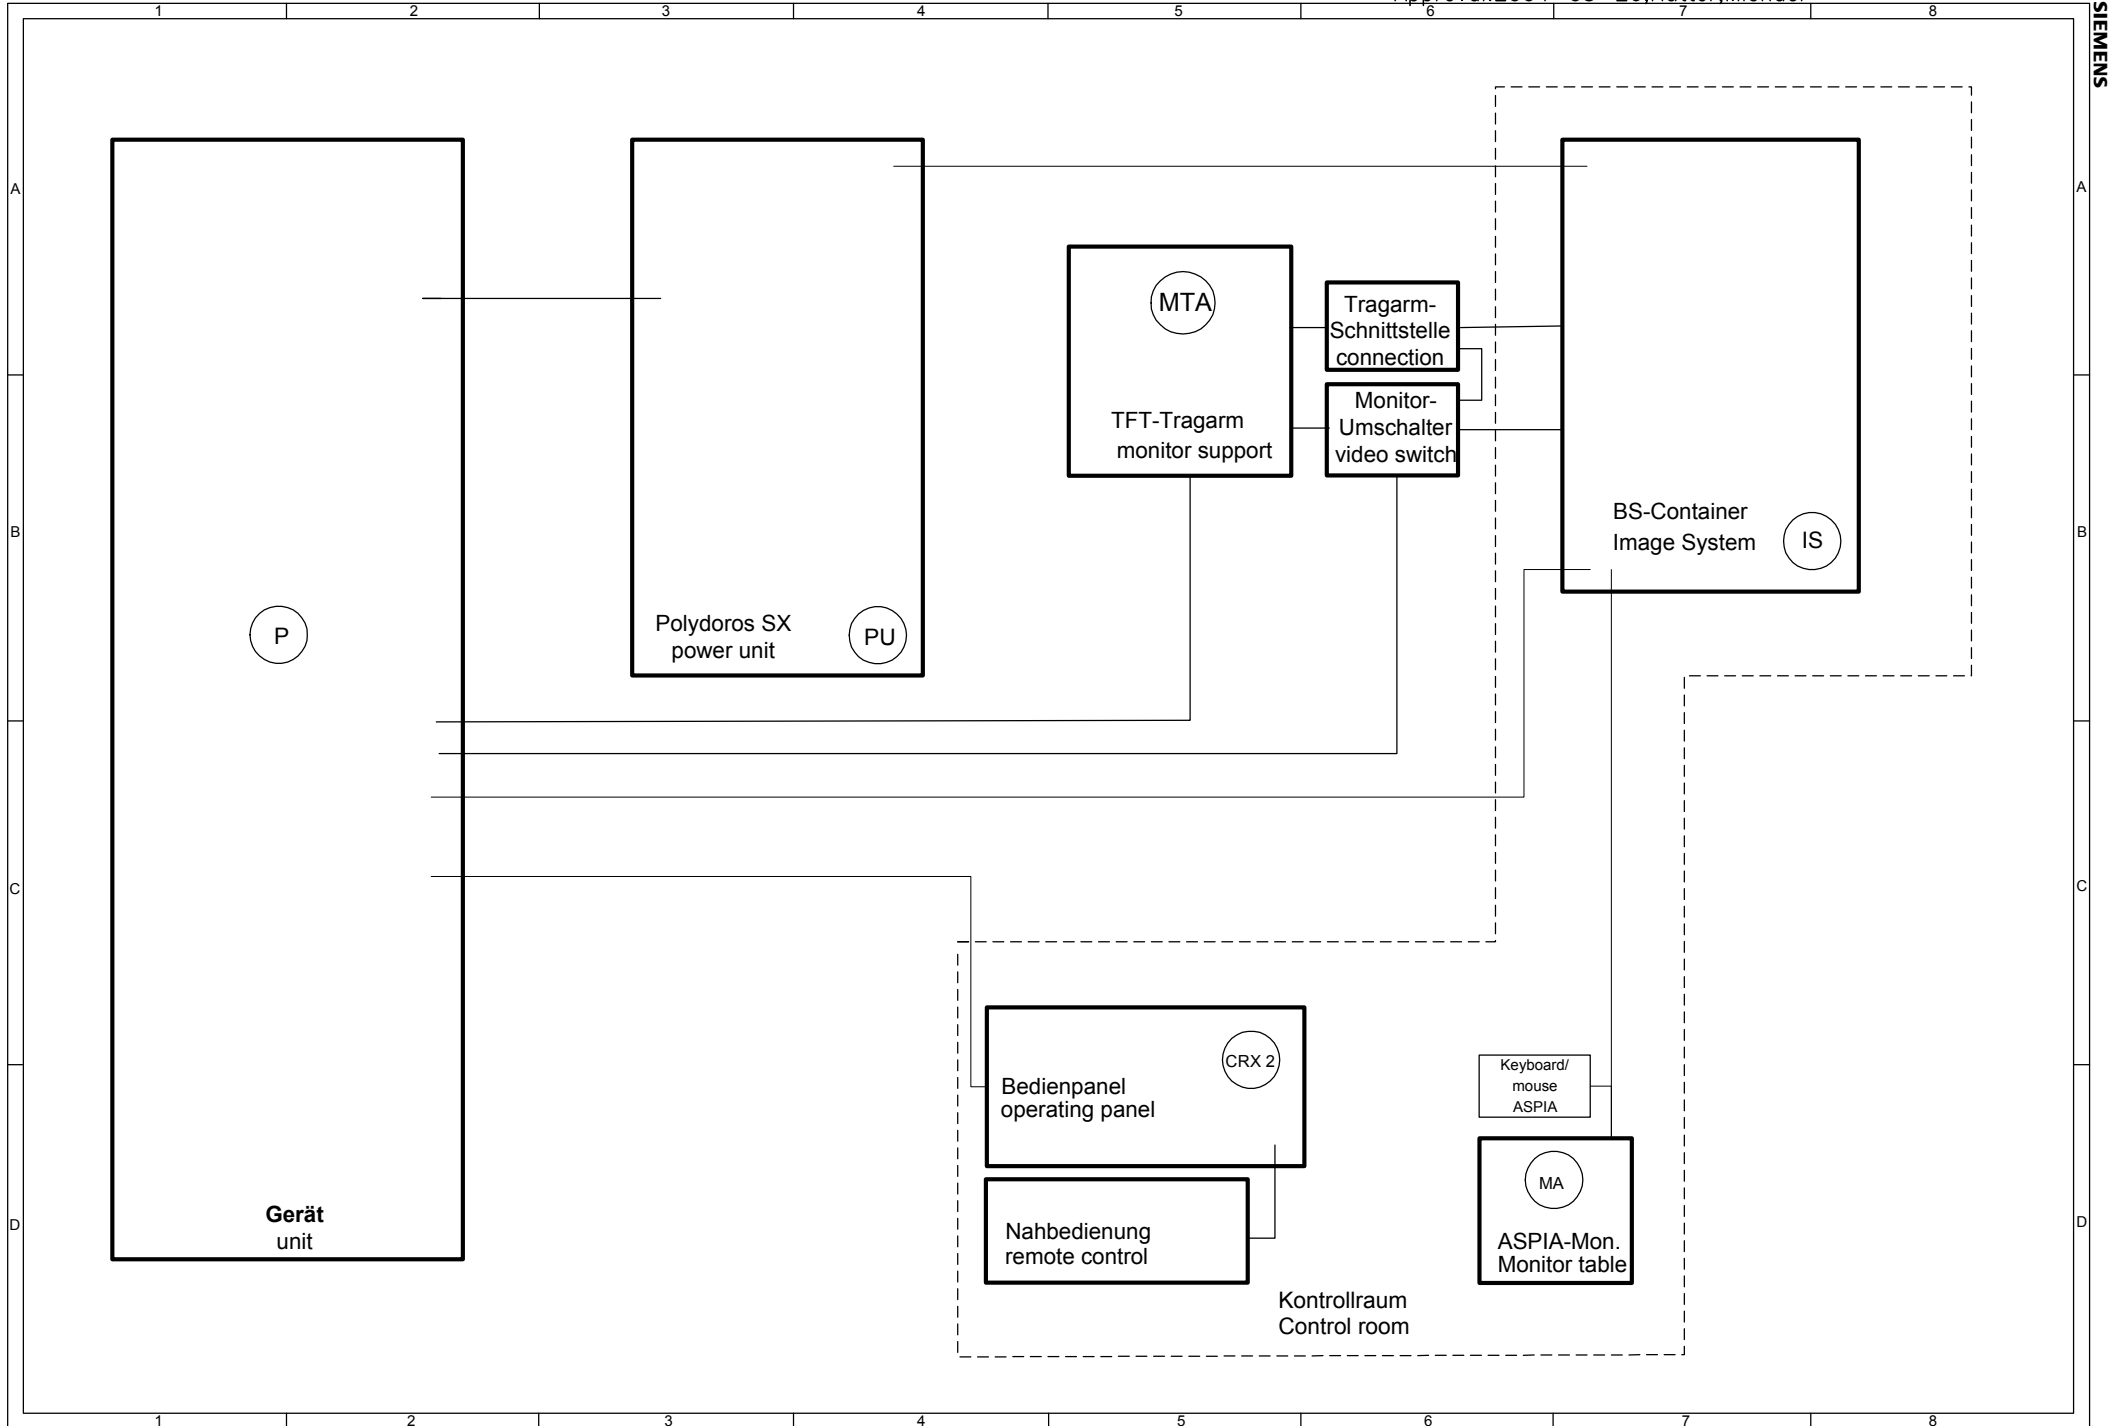 1 2 3 4 5 6 7 8
SIEMENS
A
A
MTA
TFT-Tragarm
monitor support
Tragarm-
Schnittstelle
connection
Monitor-
Umschalter
video switch
BS-Container
Image System
IS
B
B
P
Polydoros SX
power unit
PU
C
C
CRX 2
Bedienpanel
operating panel
Keyboard/
mouse
ASPIA
MA
ASPIA-Mon.
Monitor table
Nahbedienung
remote control
Gerät
unit
D
D
Kontrollraum
Control room
1 2 3 4 5 6 7 8